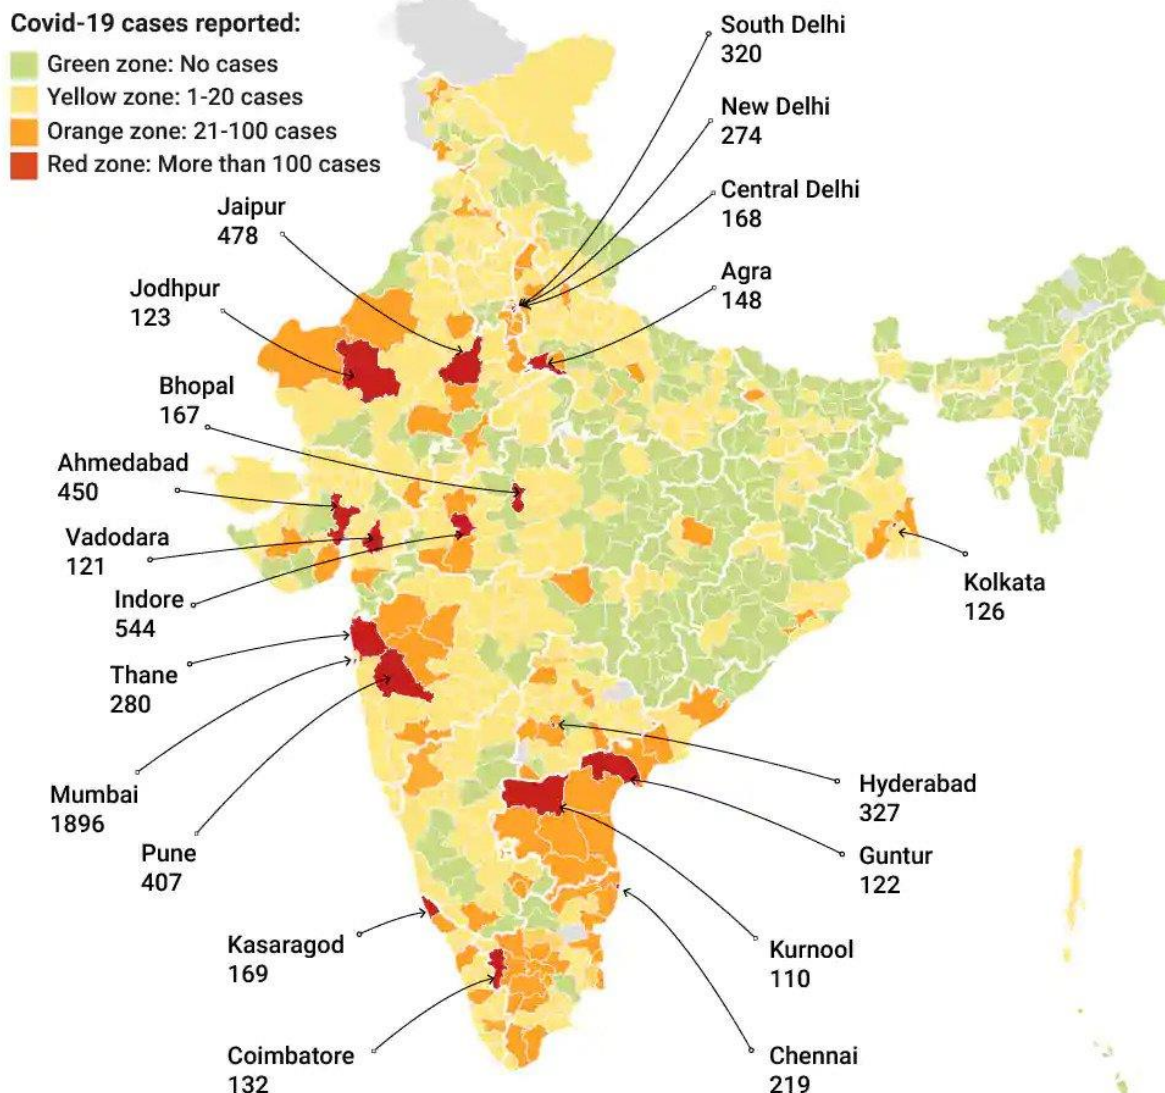 Covid-19 cases reported:
Green zone: No cases
Yellow zone: 1-20 cases
Orange zone: 21-100 cases
Red zone: More than 100 cases
South Delhi
320
New Delhi
274
Central Delhi
168
Agra
148
Jaipur
478
Jodhpur
123
Bhopal
167
Ahmedabad
450
Vadodara
121
Indore
544
Thane
280
Mumbai
1896
Pune
407
Kolkata
126
Hyderabad
327
Guntur
122
Kurnool
110
Chennai
219
Kasaragod
169
Coimbatore
132